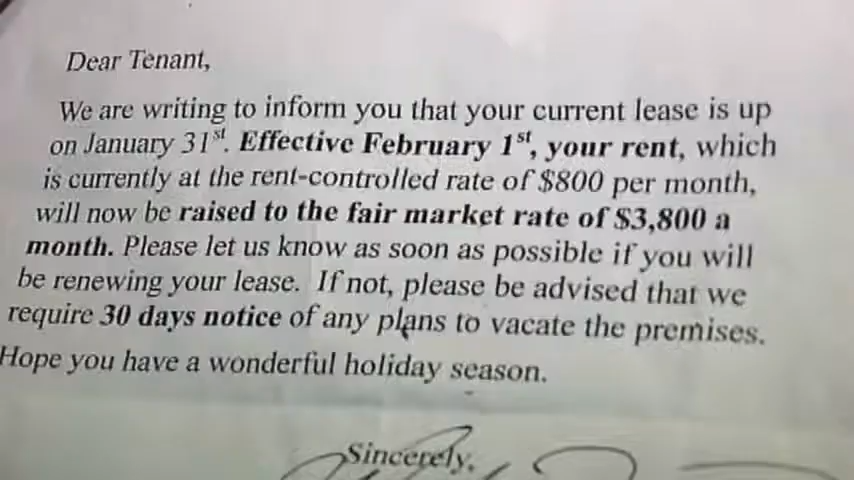 Dear Tenant,
We are writing to inform you that your current lease is up
on January 31st. Effective February 1st, your rent, which
is currently at the rent-controlled rate of $800 per month,
will now be raised to the fair market rate of $3,800 a
month. Please let us know as soon as possible if you will
be renewing your lease. If not, please be advised that we
require 30 days notice of any plans to vacate the premises.
Hope you have a wonderful holiday season.
Sincerely,